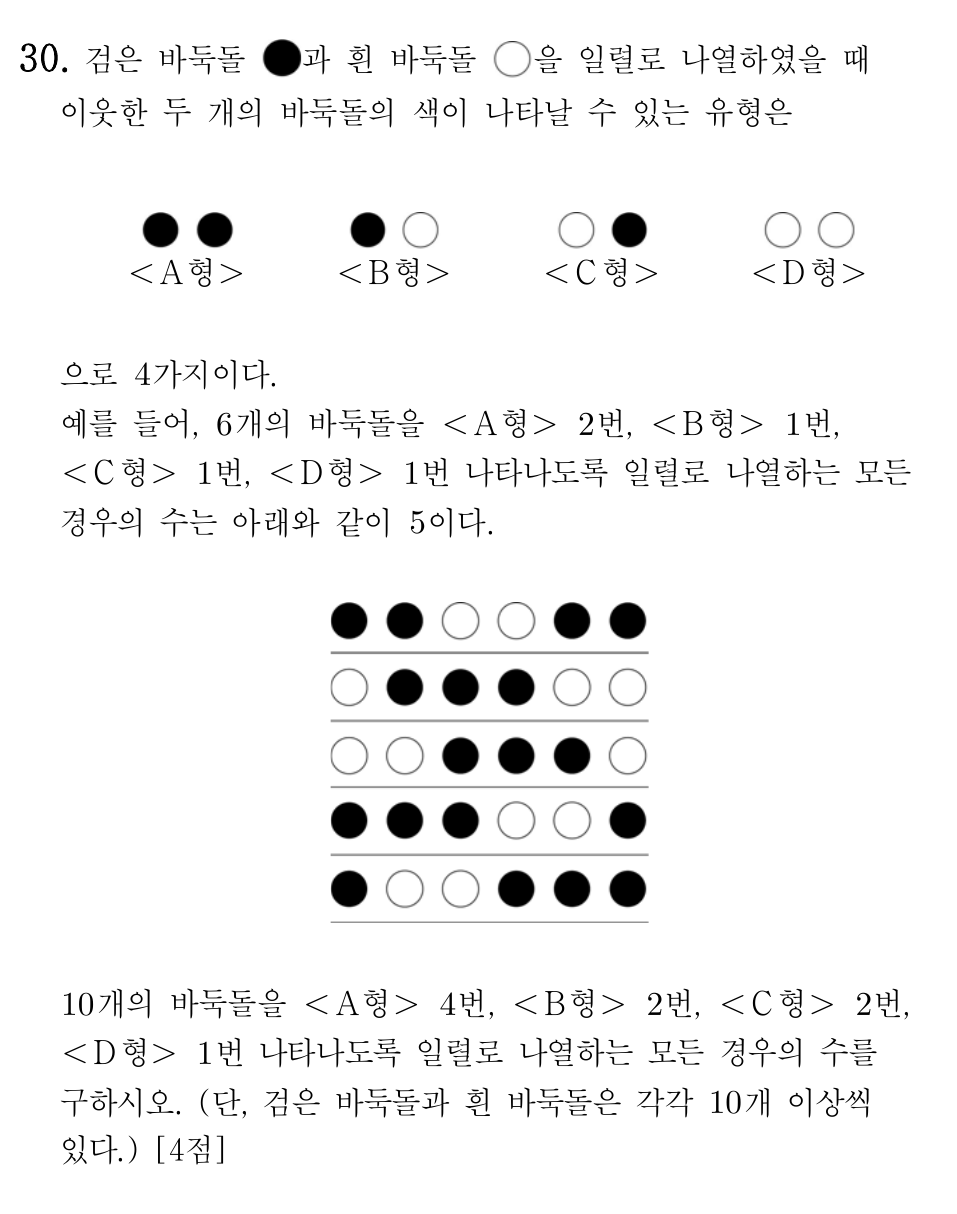 30. 검은 바둑돌 ●과 흰 바둑돌 ○을 일렬로 나열하였을 때
이웃한 두 개의 바둑돌의 색이 나타날 수 있는 유형은
<A형> <B형> <C형> <D형>
으로 4가지이다.
예를 들어, 6개의 바둑돌을 <A형> 2번, <B형> 1번,
<C형> 1번, <D형> 1번 나타나도록 일렬로 나열하는 모든
경우의 수는 아래와 같이 5이다.
10개의 바둑돌을 <A형> 4번, <B형> 2번, <C형> 2번,
<D형> 1번 나타나도록 일렬로 나열하는 모든 경우의 수를
구하시오. (단, 검은 바둑돌과 흰 바둑돌은 각각 10개 이상씩
있다.) [4점]